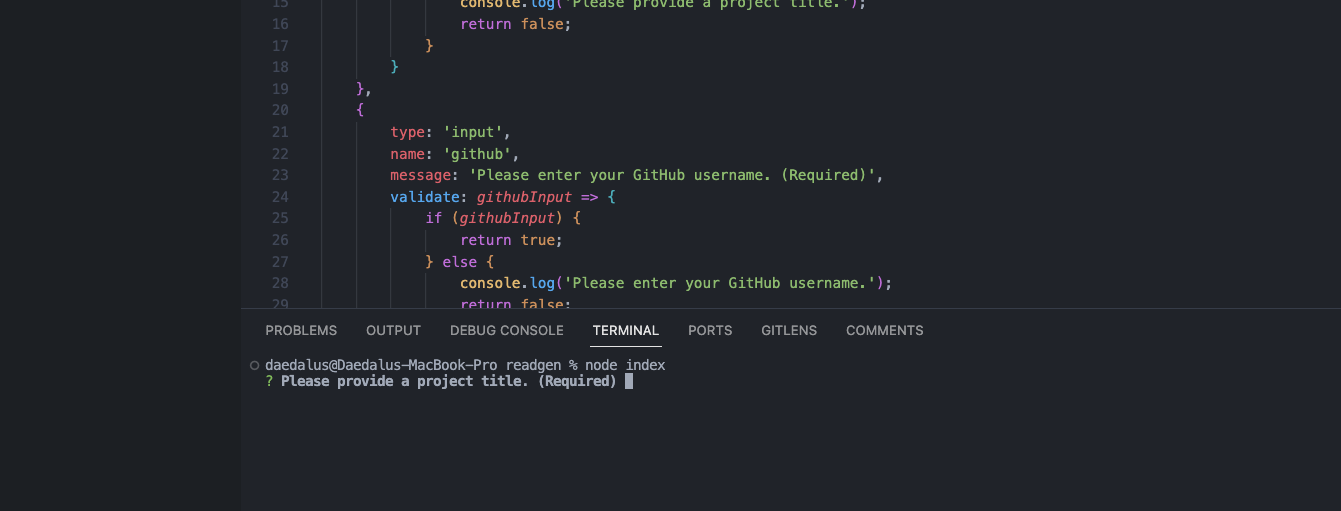 15 console.log('Please provide a project title.');
16 return false;
17 }
18 }
19 },
20 {
21 type: 'input',
22 name: 'github',
23 message: 'Please enter your GitHub username. (Required)',
24 validate: githubInput => {
25 if (githubInput) {
26 return true;
27 } else {
28 console.log('Please enter your GitHub username.');
29 return false;
PROBLEMS OUTPUT DEBUG CONSOLE TERMINAL PORTS GITLENS COMMENTS
daedalus@Daedalus-MacBook-Pro readgen % node index
? Please provide a project title. (Required)